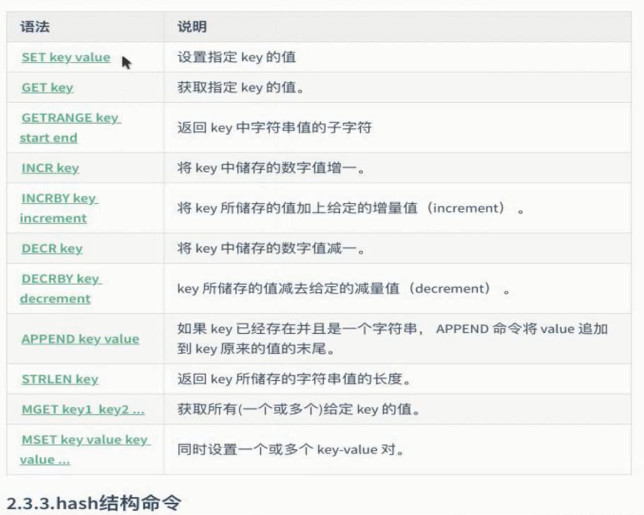 语法 说明
SET key value 设置指定 key 的值
GET key 获取指定 key 的值。
GETRANGE key
start end
返回 key 中字符串值的子字符
INCR key 将 key 中储存的数字值增一。
INCRBY key
increment
将 key 所储存的值加上给定的增量值（increment） 。
DECR key 将 key 中储存的数字值减一。
DECRBY key
decrement
key 所储存的值减去给定的减量值（decrement） 。
APPEND key value
如果 key 已经存在并且是一个字符串， APPEND 命令将 value 追加
到 key 原来的值的末尾。
STRLEN key 返回 key 所储存的字符串值的长度。
MGET key1 key2 ... 获取所有(一个或多个)给定 key 的值。
MSET key value key
value ...
同时设置一个或多个 key-value 对。
2.3.3.hash结构命令